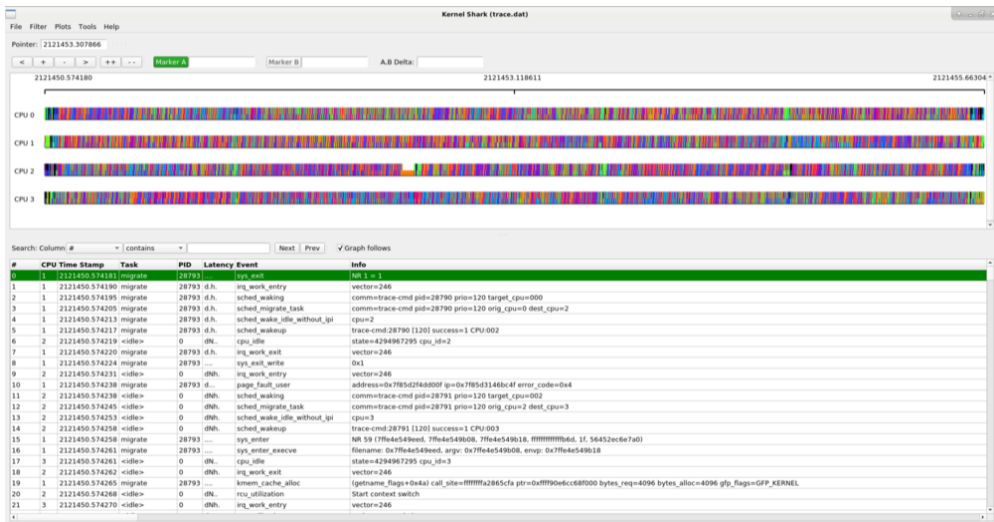 Kernel Shark (trace.dat)
File Filter Plots Tools Help
Pointer: 2121453.307866
< + - > ++ -- Marker A Marker B A,B Delta:
2121450.574180 2121453.118611 2121455.66304
CPU 0
CPU 1
CPU 2
CPU 3
Search: Column # contains Next Prev Graph follows
# CPU Time Stamp Task PID Latency Event Info
0 1 2121450.574181 migrate 28793 .... sys_exit NR 1 = 1
1 1 2121450.574190 migrate 28793 d.h. irq_work_entry vector=246
2 1 2121450.574195 migrate 28793 d.h. sched_waking comm=trace-cmd pid=28790 prio=120 target_cpu=000
3 1 2121450.574205 migrate 28793 d.h. sched_migrate_task comm=trace-cmd pid=28790 prio=120 orig_cpu=0 dest_cpu=2
4 1 2121450.574213 migrate 28793 d.h. sched_wake_idle_without_ipi cpu=2
5 1 2121450.574217 migrate 28793 d.h. sched_wakeup trace-cmd:28790 [120] success=1 CPU:002
6 2 2121450.574219 <idle> 0 dN.. cpu_idle state=4294967295 cpu_id=2
7 1 2121450.574220 migrate 28793 d.h. irq_work_exit vector=246
8 1 2121450.574224 migrate 28793 .... sys_exit_write 0x1
9 2 2121450.574231 <idle> 0 dNh. irq_work_entry vector=246
10 1 2121450.574238 migrate 28793 d... page_fault_user address=0x7f85d2f4dd00f ip=0x7f85d3146bc4f error_code=0x4
11 2 2121450.574238 <idle> 0 dNh. sched_waking comm=trace-cmd pid=28791 prio=120 target_cpu=002
12 2 2121450.574245 <idle> 0 dNh. sched_migrate_task comm=trace-cmd pid=28791 prio=120 orig_cpu=2 dest_cpu=3
13 2 2121450.574253 <idle> 0 dNh. sched_wake_idle_without_ipi cpu=3
14 2 2121450.574258 <idle> 0 dNh. sched_wakeup trace-cmd:28791 [120] success=1 CPU:003
15 1 2121450.574258 migrate 28793 .... sys_enter NR 59 (7ffe4e549eed, 7ffe4e549b08, 7ffe4e549b18, fffffffffffffb6d, 1f, 56452ec6e7a0)
16 1 2121450.574261 migrate 28793 .... sys_enter_execve filename: 0x7ffe4e549eed, argv: 0x7ffe4e549b08, envp: 0x7ffe4e549b18
17 3 2121450.574261 <idle> 0 dN.. cpu_idle state=4294967295 cpu_id=3
18 2 2121450.574262 <idle> 0 dNh. irq_work_exit vector=246
19 1 2121450.574265 migrate 28793 .... kmem_cache_alloc (getname_flags+0x4a) call_site=ffffffffa2865cfa ptr=0xffff90e6cc68f000 bytes_req=4096 bytes_alloc=4096 gfp_flags=GFP_KERNEL
20 2 2121450.574268 <idle> 0 dN.. rcu_utilization Start context switch
21 3 2121450.574270 <idle> 0 dNh. irq_work_entry vector=246